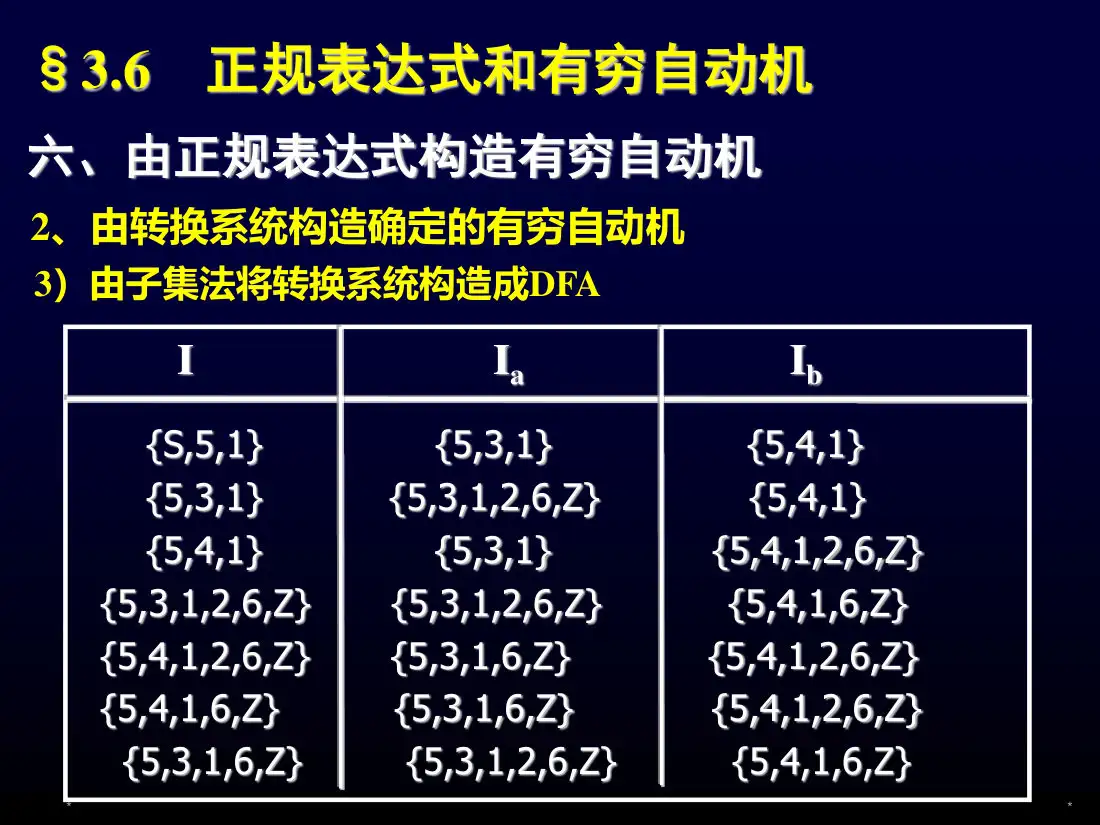 §3.6 正规表达式和有穷自动机
六、由正规表达式构造有穷自动机
2、由转换系统构造确定的有穷自动机
3）由子集法将转换系统构造成DFA
I Ia Ib
{S,5,1} {5,3,1} {5,4,1}
{5,3,1} {5,3,1,2,6,Z} {5,4,1}
{5,4,1} {5,3,1} {5,4,1,2,6,Z}
{5,3,1,2,6,Z} {5,3,1,2,6,Z} {5,4,1,6,Z}
{5,4,1,2,6,Z} {5,3,1,6,Z} {5,4,1,2,6,Z}
{5,4,1,6,Z} {5,3,1,6,Z} {5,4,1,2,6,Z}
{5,3,1,6,Z} {5,3,1,2,6,Z} {5,4,1,6,Z}
* *